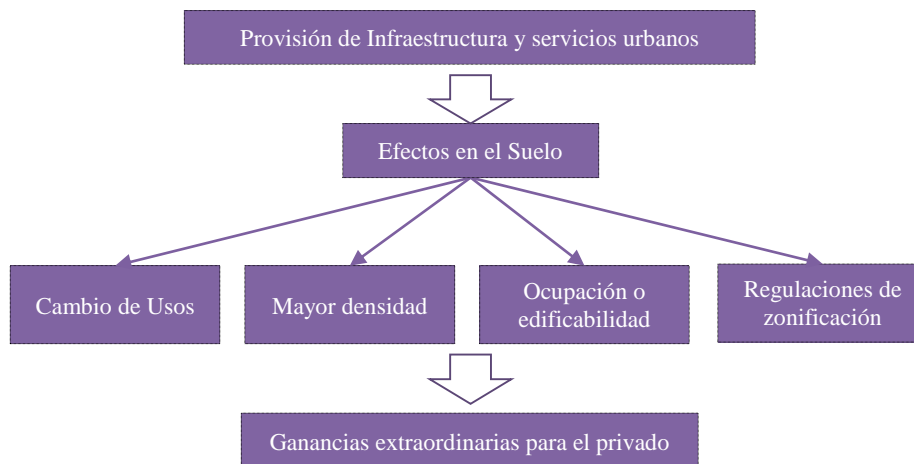 Provisión de Infraestructura y servicios urbanos
Efectos en el Suelo
Cambio de Usos
Mayor densidad
Ocupación o
edificabilidad
Regulaciones de
zonificación
Ganancias extraordinarias para el privado